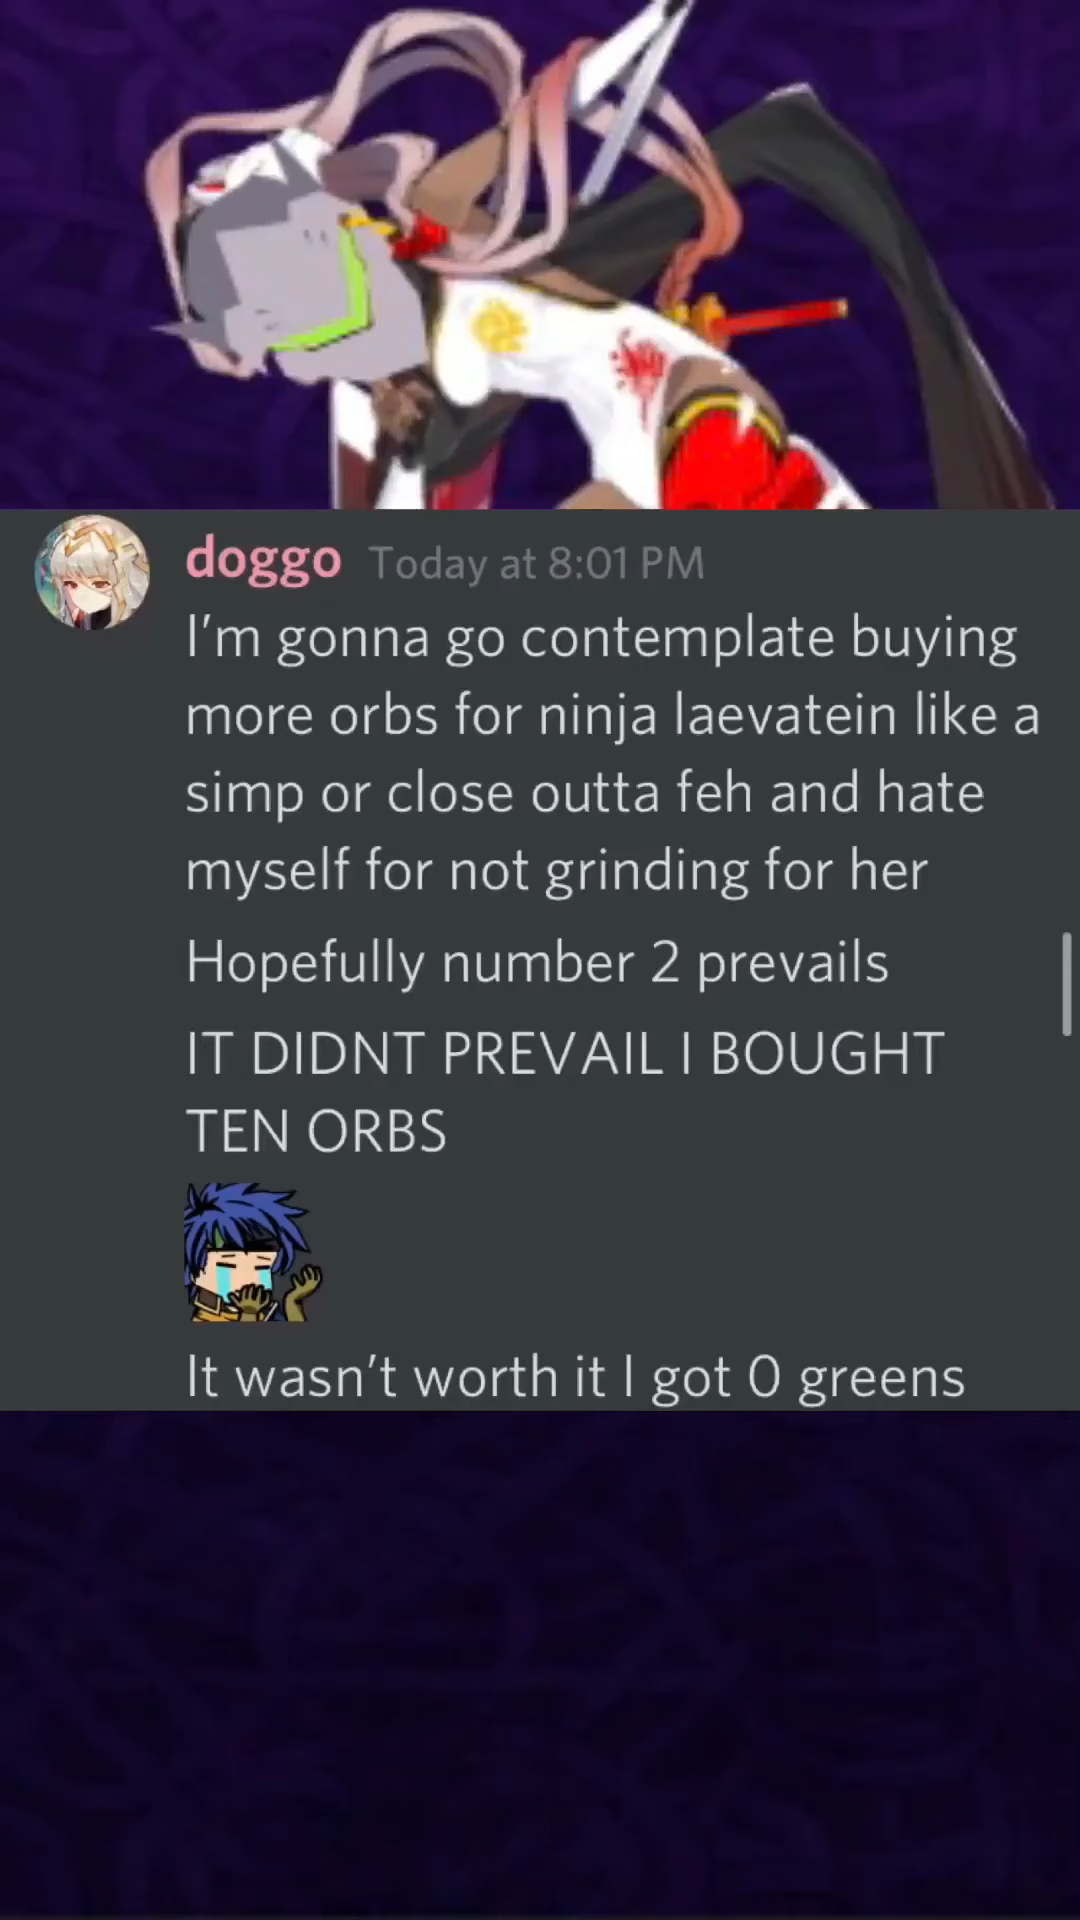 doggo Today at 8:01 PM
I'm gonna go contemplate buying
more orbs for ninja laevatein like a
simp or close outta feh and hate
myself for not grinding for her
Hopefully number 2 prevails
IT DIDNT PREVAIL I BOUGHT
TEN ORBS
It wasn't worth it I got 0 greens